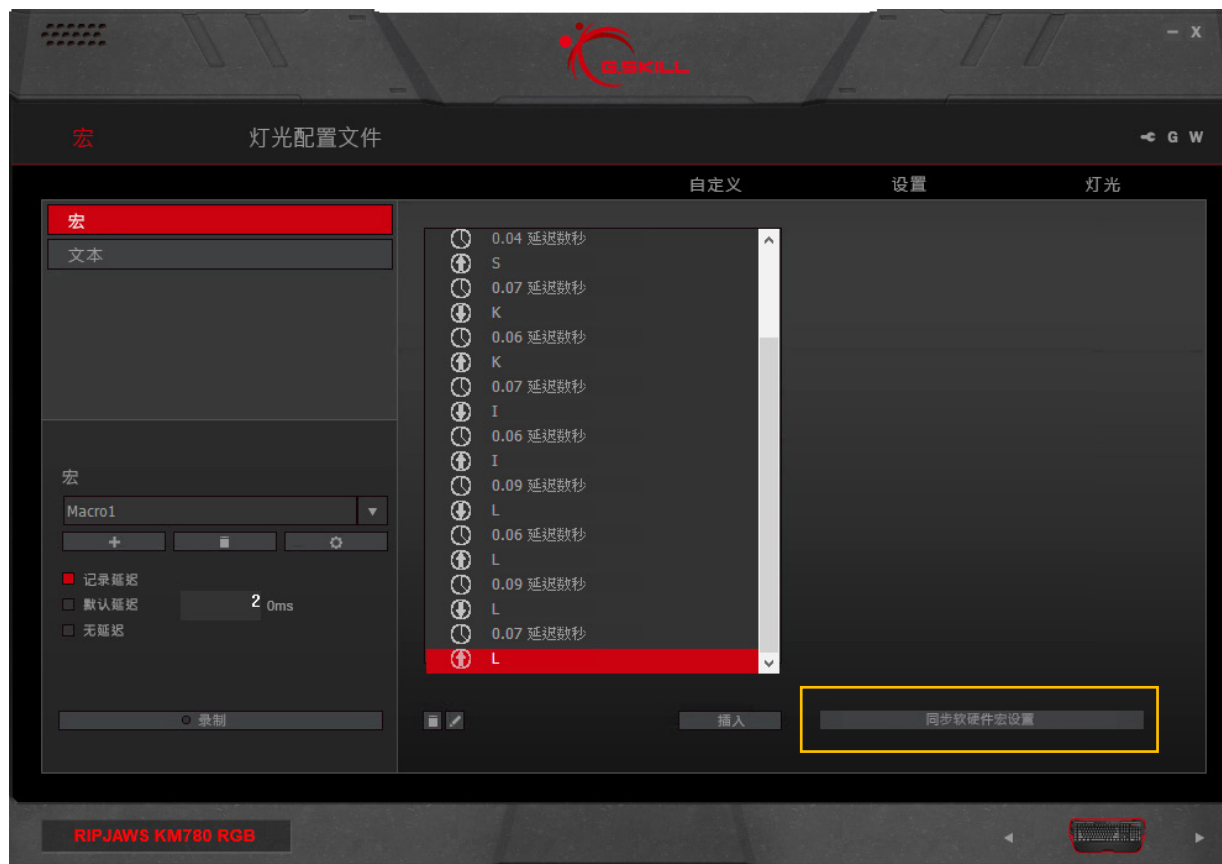 G.SKILL
– X
宏 灯光配置文件
G W
自定义 设置 灯光
宏
文本
0.04 延迟数秒
S
0.07 延迟数秒
K
0.06 延迟数秒
K
0.07 延迟数秒
I
0.06 延迟数秒
I
0.09 延迟数秒
L
0.06 延迟数秒
L
0.09 延迟数秒
L
0.07 延迟数秒
L
宏
Macro1
记录延迟
默认延迟 2 0ms
无延迟
录制
插入
同步软硬件宏设置
RIPJAWS KM780 RGB